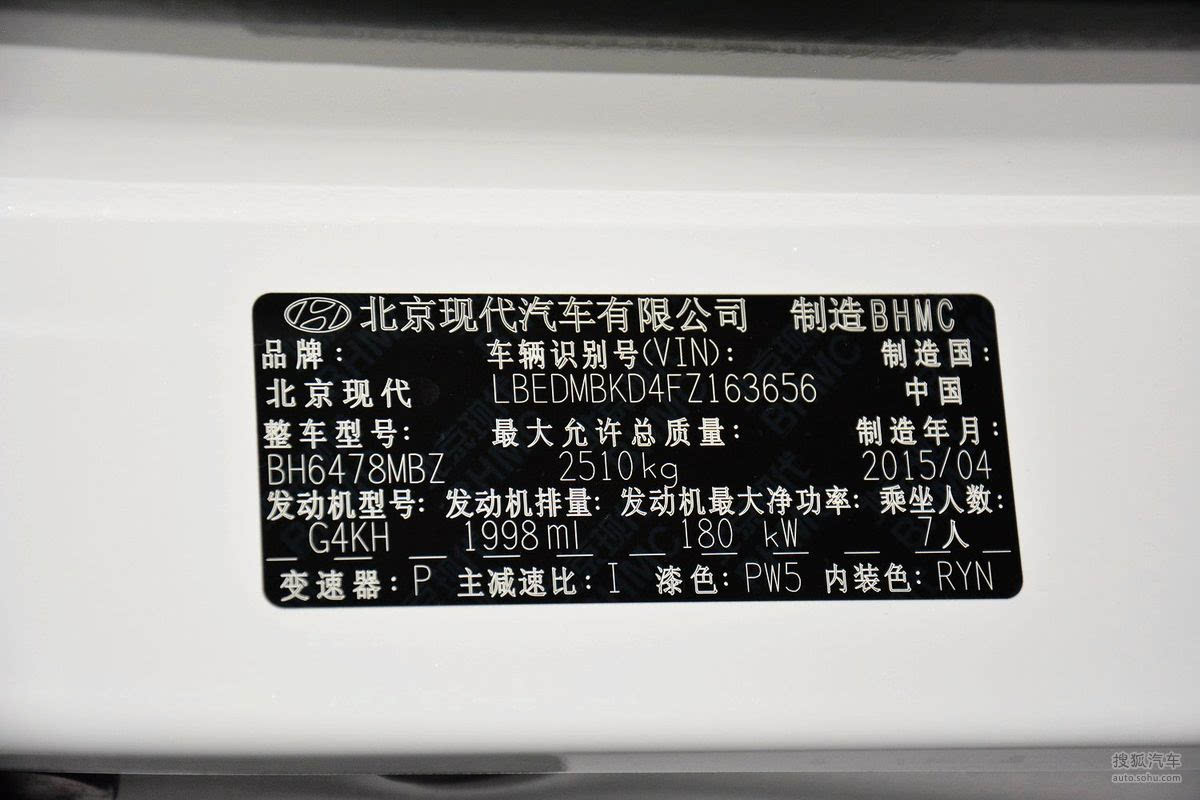 北京现代汽车有限公司 制造BHMC
品牌: 车辆识别号(VIN): 制造国:
北京现代 LBEDMBKD4FZ163656 中国
整车型号: 最大允许总质量: 制造年月:
BH6478MBZ 2510kg 2015/04
发动机型号: 发动机排量: 发动机最大净功率: 乘坐人数:
G4KH 1998ml 180 kW 7人
变速器: P 主减速比: I 漆色: PW5 内装色: RYN
搜狐汽车
auto.sohu.com